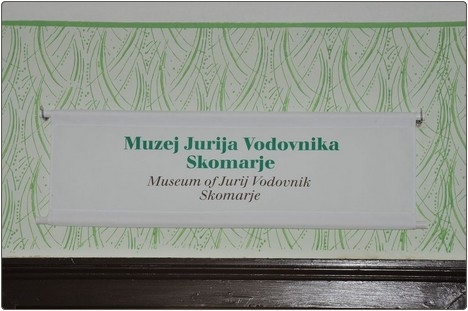 Muzej Jurija Vodovnika
Skomarje
Museum of Jurij Vodovnik
Skomarje